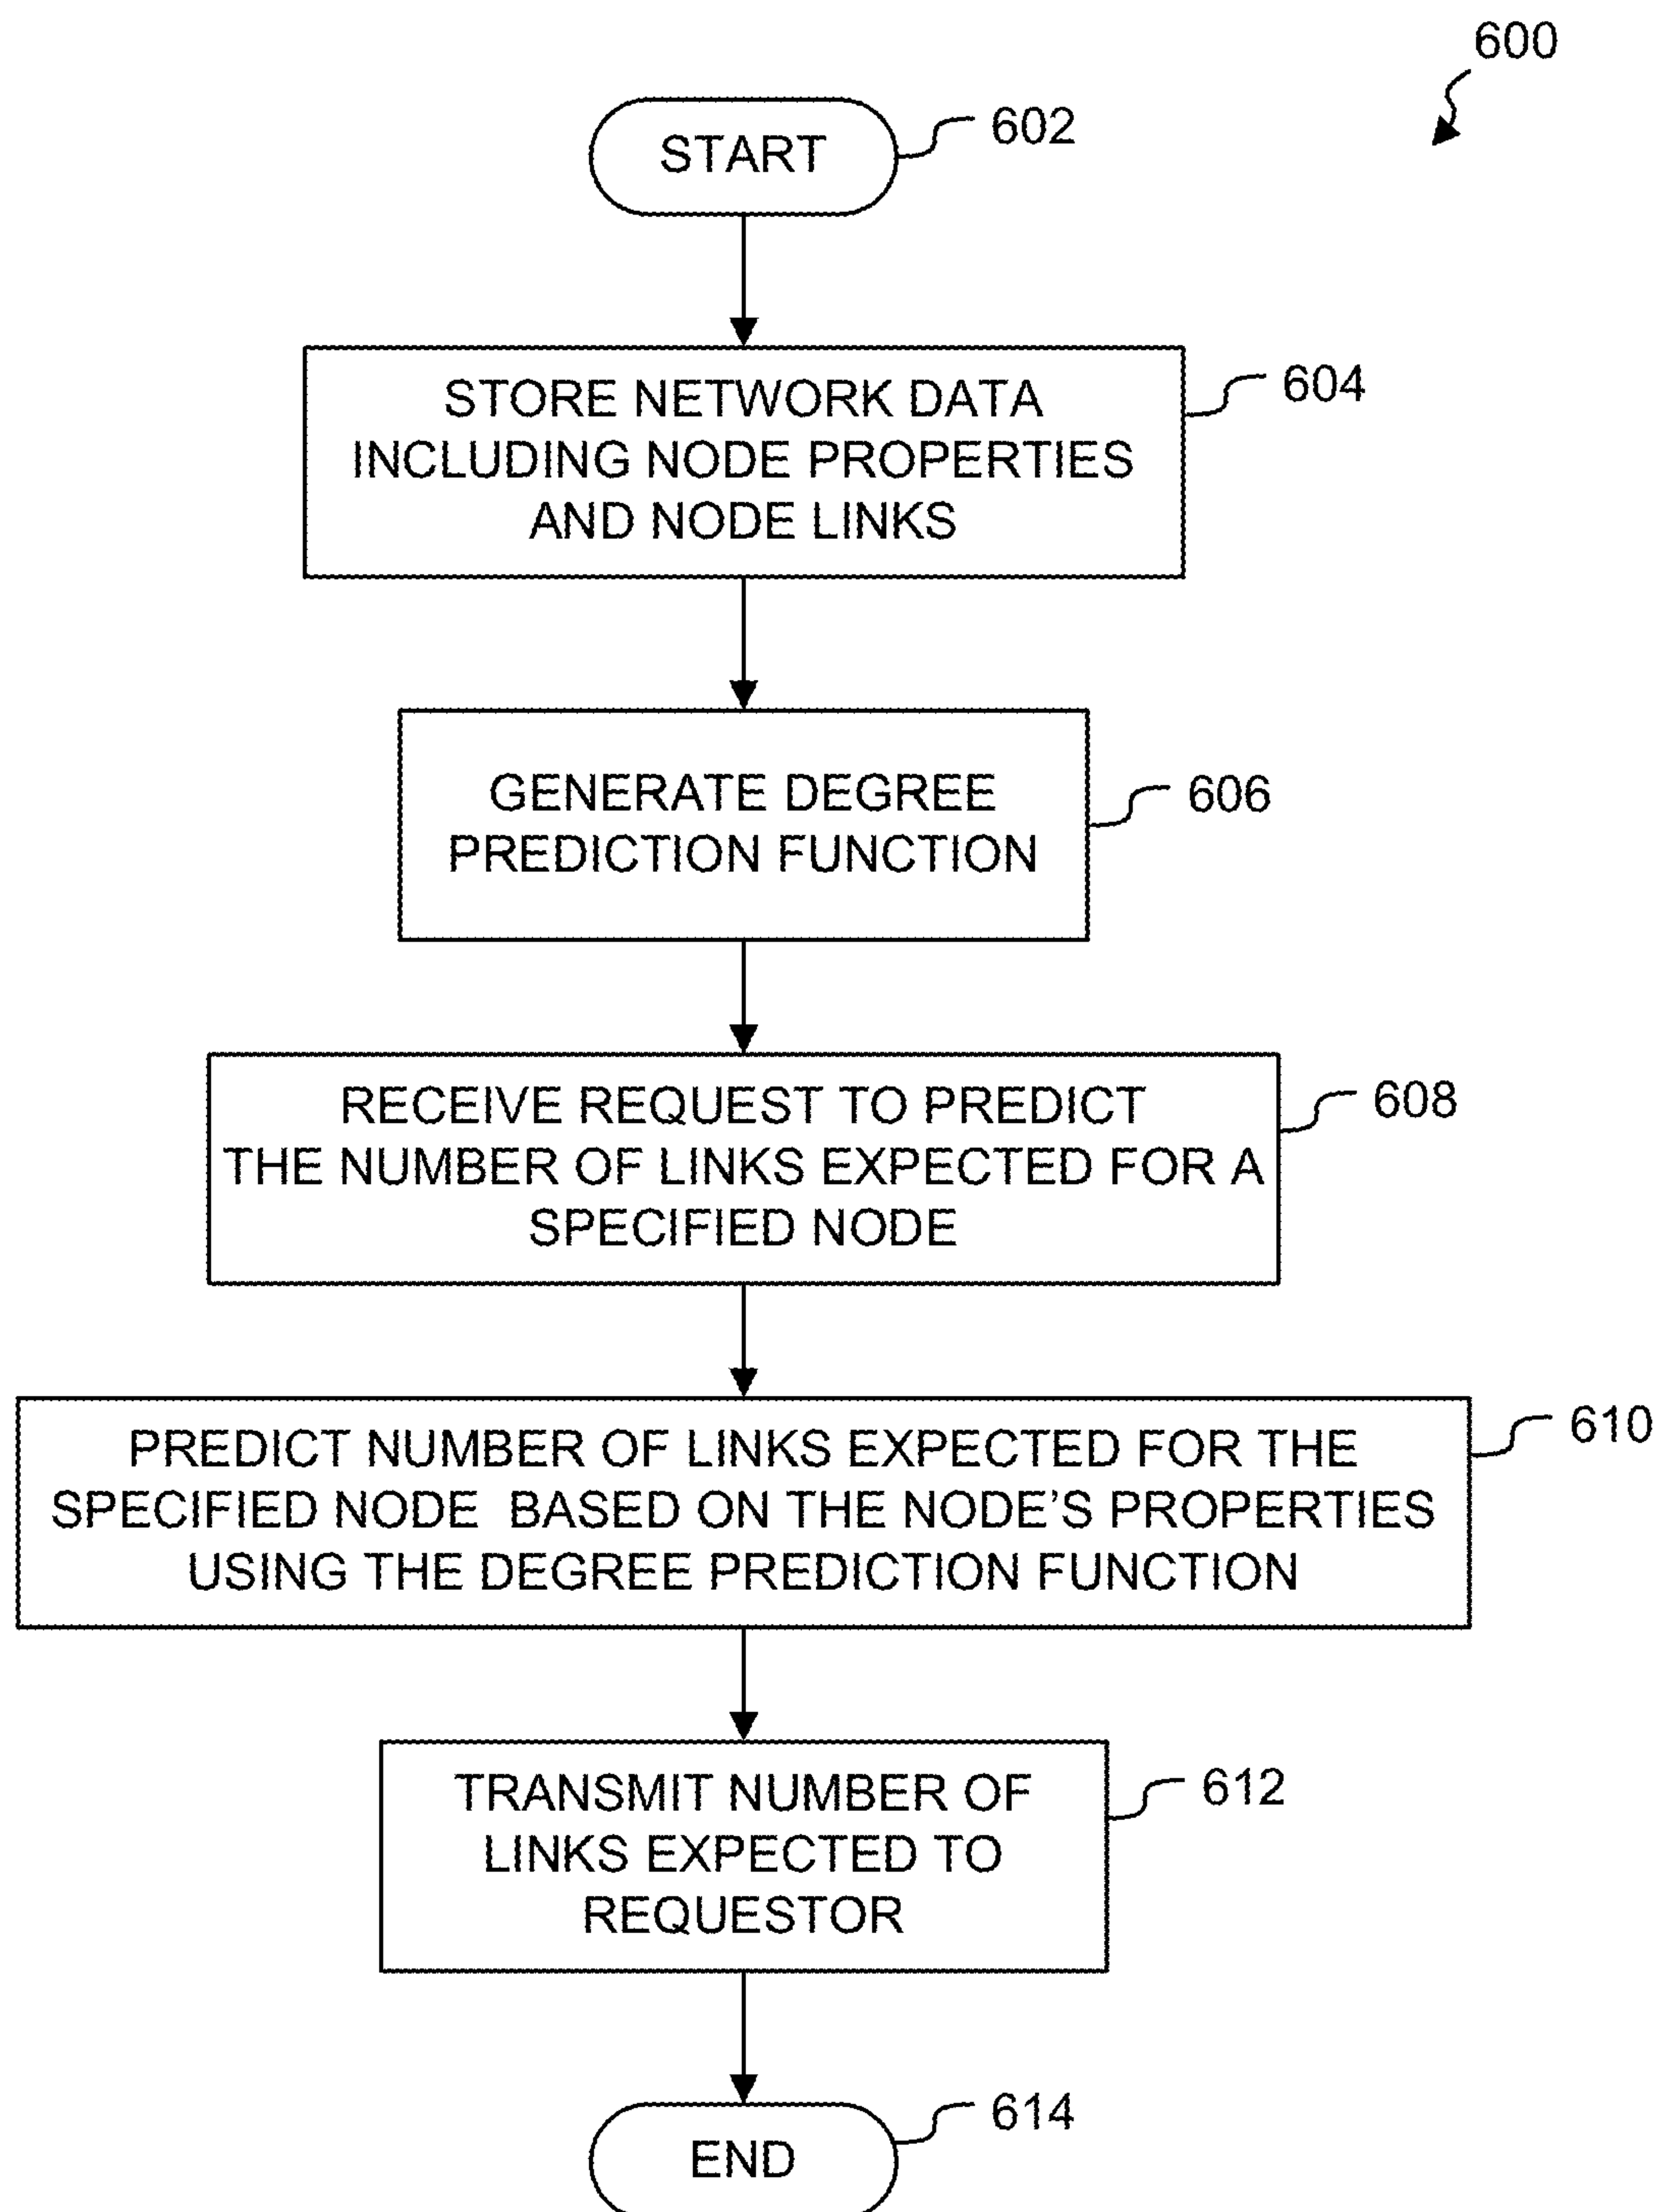 600
START
602
STORE NETWORK DATA
INCLUDING NODE PROPERTIES
AND NODE LINKS
604
GENERATE DEGREE
PREDICTION FUNCTION
606
RECEIVE REQUEST TO PREDICT
THE NUMBER OF LINKS EXPECTED FOR A
SPECIFIED NODE
608
PREDICT NUMBER OF LINKS EXPECTED FOR THE
SPECIFIED NODE BASED ON THE NODE'S PROPERTIES
USING THE DEGREE PREDICTION FUNCTION
610
TRANSMIT NUMBER OF
LINKS EXPECTED TO
REQUESTOR
612
END
614